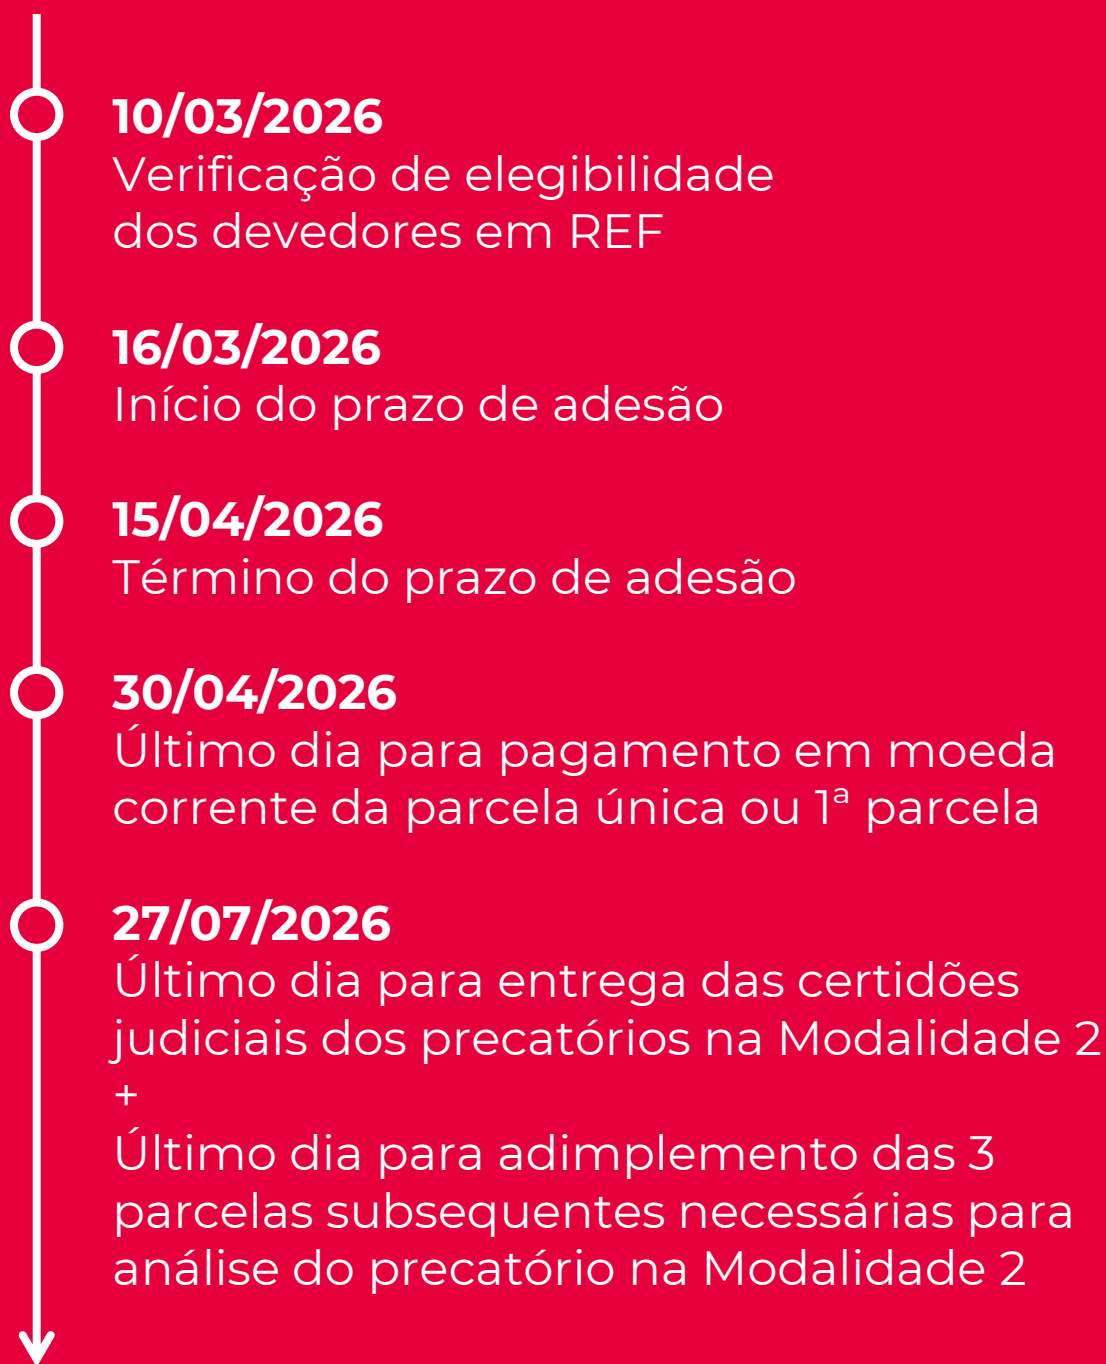 10/03/2026
Verificação de elegibilidade
dos devedores em REF
16/03/2026
Início do prazo de adesão
15/04/2026
Término do prazo de adesão
30/04/2026
Último dia para pagamento em moeda
corrente da parcela única ou 1ª parcela
27/07/2026
Último dia para entrega das certidões
judiciais dos precatórios na Modalidade 2
+
Último dia para adimplemento das 3
parcelas subsequentes necessárias para
análise do precatório na Modalidade 2